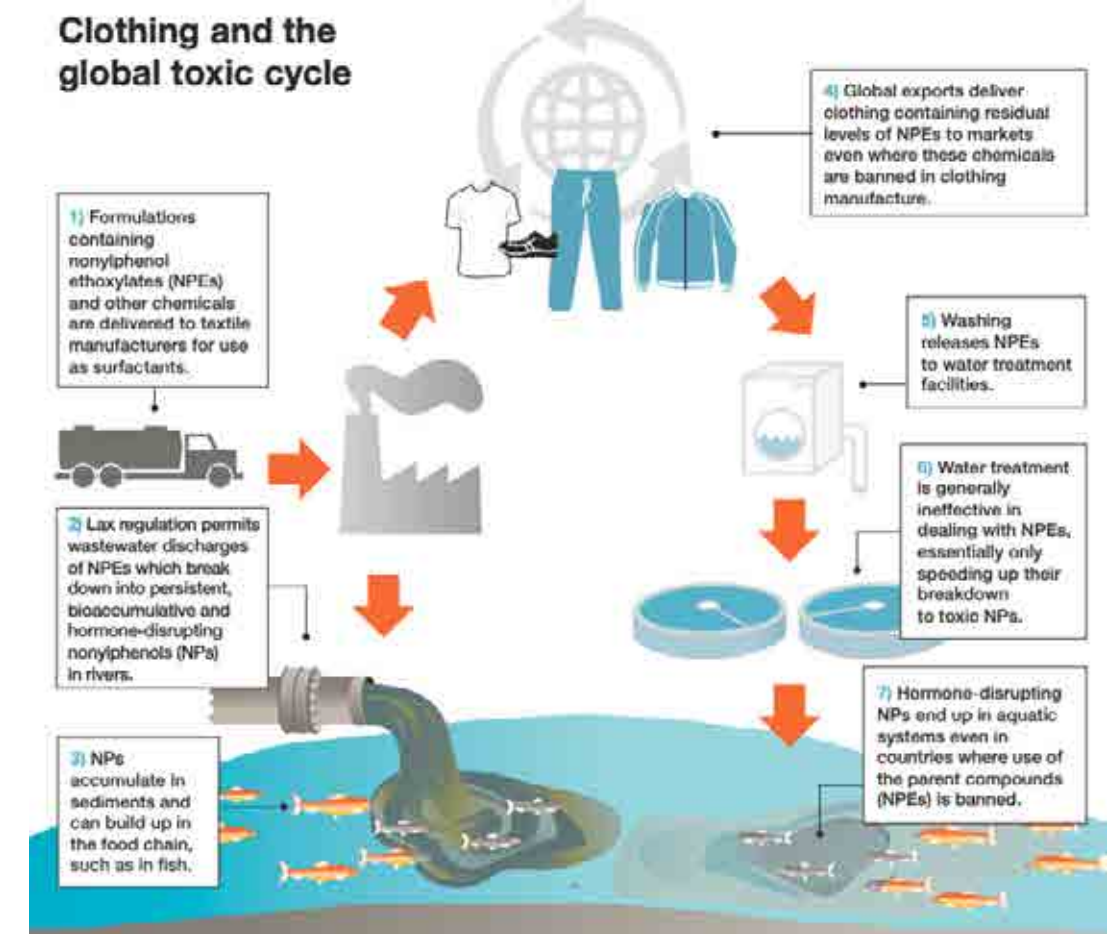 Clothing and the
global toxic cycle
1) Formulations
containing
nonylphenol
ethoxylates (NPEs)
and other chemicals
are delivered to textile
manufacturers for use
as surfactants.
2) Lax regulation permits
wastewater discharges
of NPEs which break
down into persistent,
bioaccumulative and
hormone-disrupting
nonylphenols (NPs)
in rivers.
3) NPs
accumulate in
sediments and
can build up in
the food chain,
such as in fish.
4) Global exports deliver
clothing containing residual
levels of NPEs to markets
even where these chemicals
are banned in clothing
manufacture.
5) Washing
releases NPEs
to water treatment
facilities.
6) Water treatment
is generally
ineffective in
dealing with NPEs,
essentially only
speeding up their
breakdown
to toxic NPs.
7) Hormone-disrupting
NPs end up in aquatic
systems even in
countries where use of
the parent compounds
(NPEs) is banned.